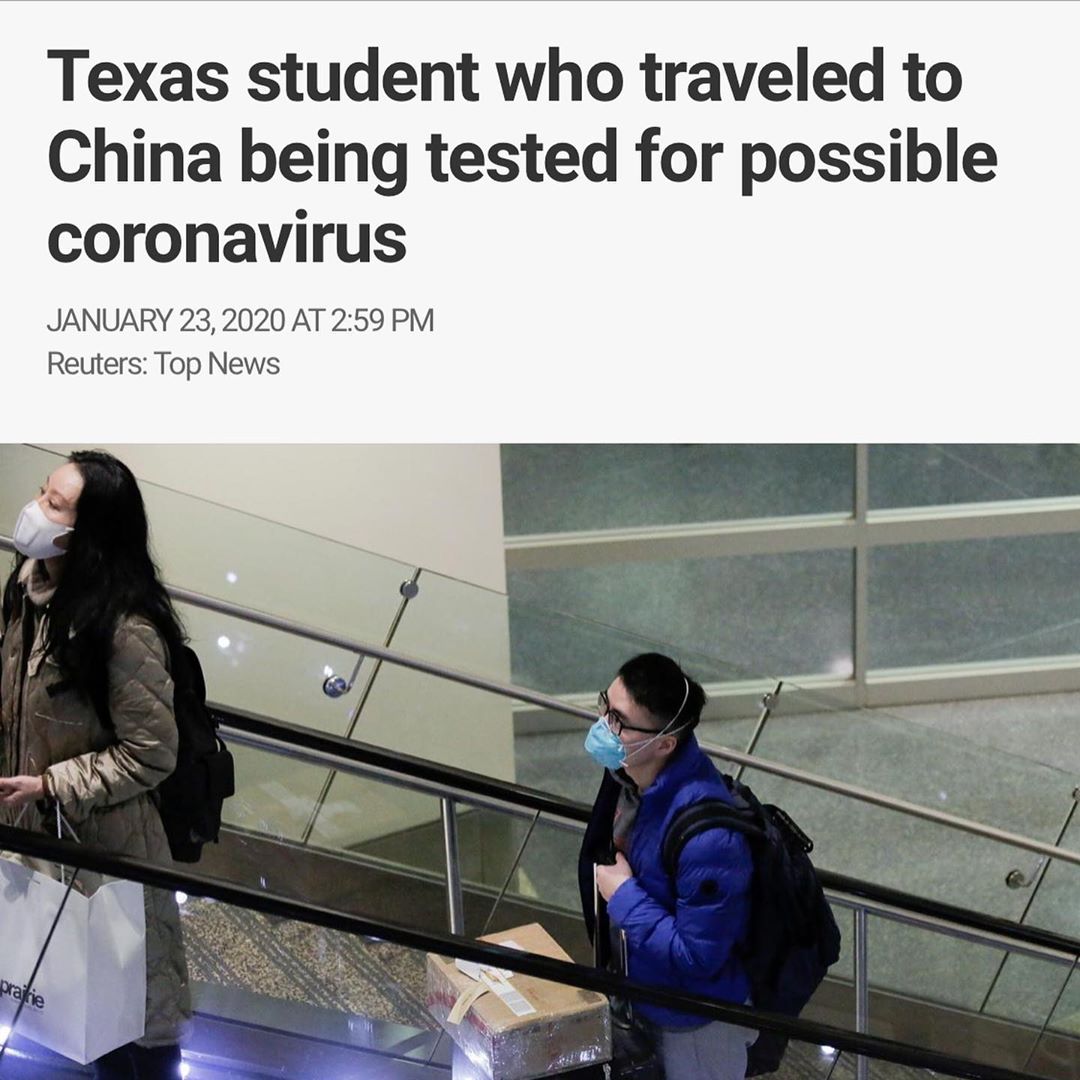 Texas student who traveled to
China being tested for possible
coronavirus
JANUARY 23, 2020 AT 2:59 PM
Reuters: Top News
prairie